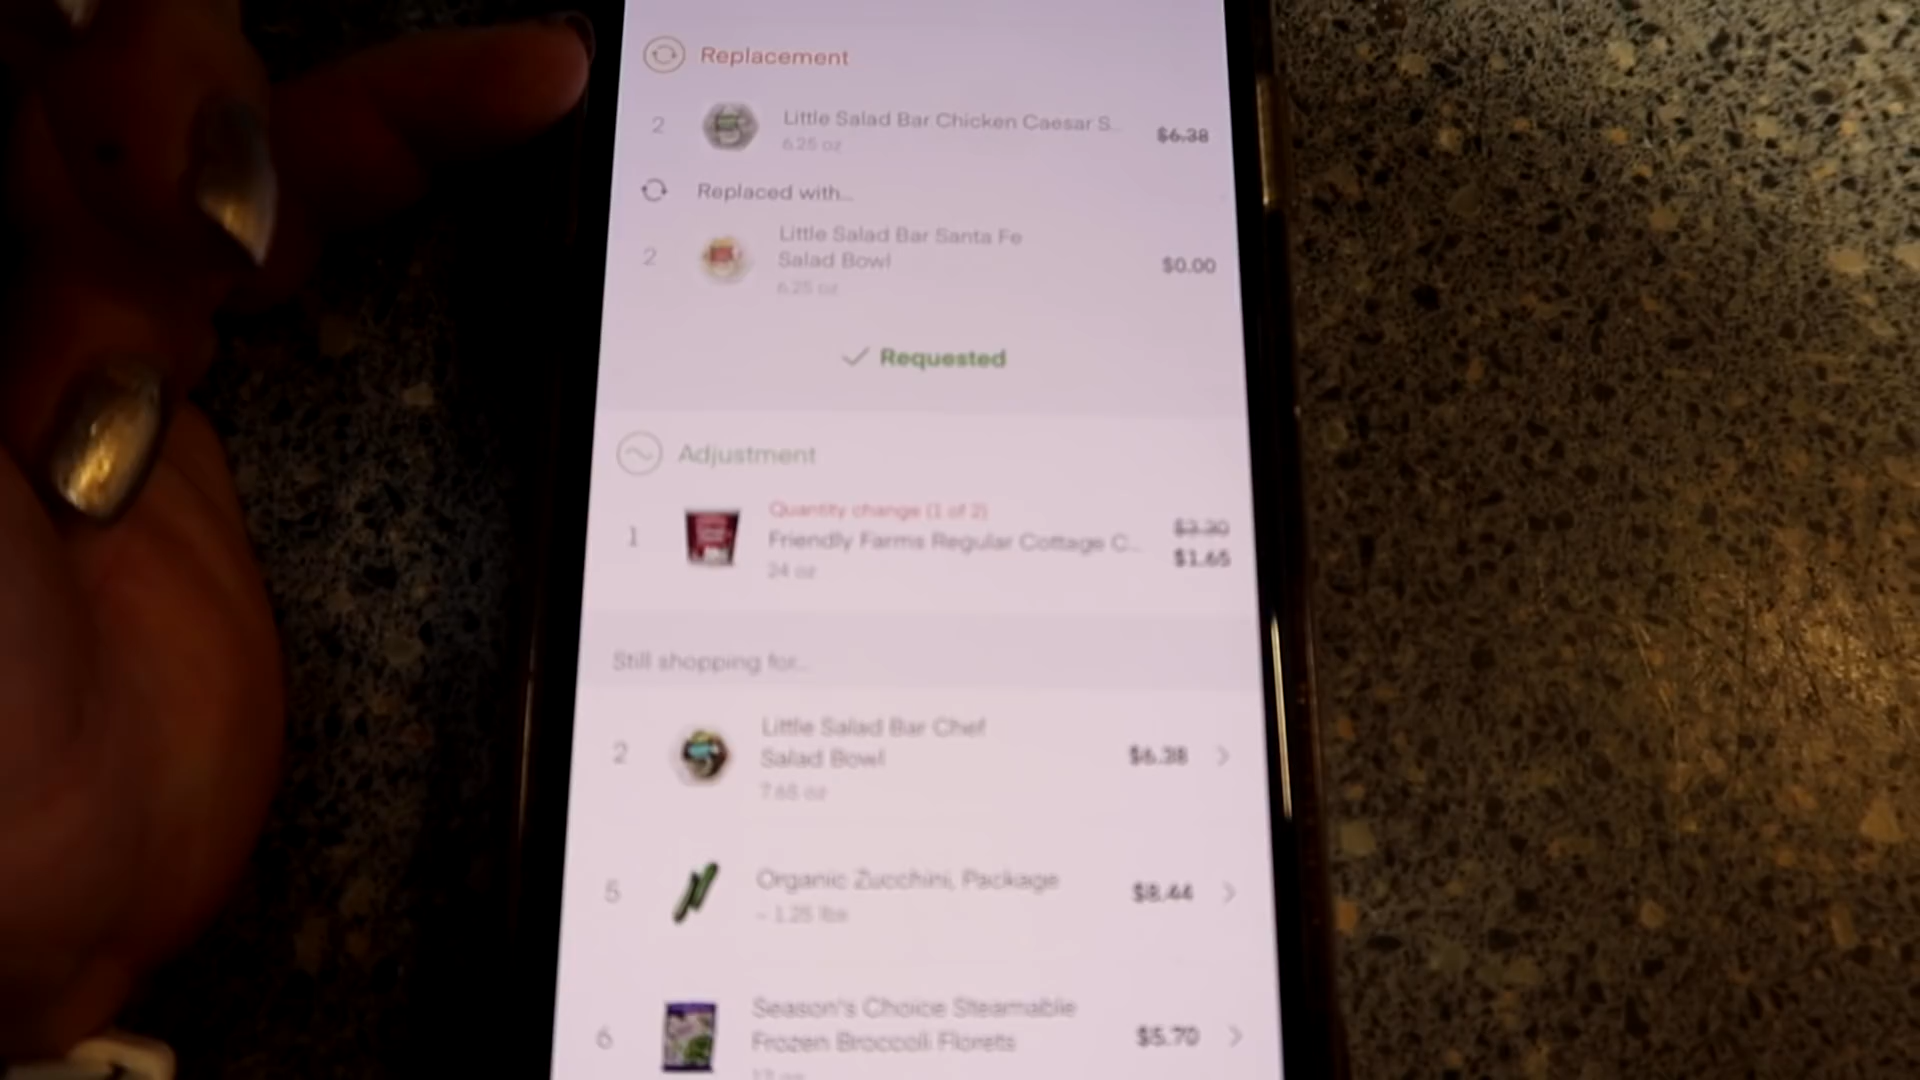 Replacement
2
Little Salad Bar Chicken Caesar S...
6.25 oz
$6.38
Replaced with...
2
Little Salad Bar Santa Fe
Salad Bowl
6.25 oz
$0.00
Requested
Adjustment
Quantity change (1 of 2)
1
Friendly Farms Regular Cottage C...
24 oz
$3.30
$1.65
Still shopping for...
2
Little Salad Bar Chef
Salad Bowl
7.65 oz
$6.38
5
Organic Zucchini, Package
~ 1.25 lbs
$8.44
6
Season's Choice Steamable
Frozen Broccoli Florets
$5.70